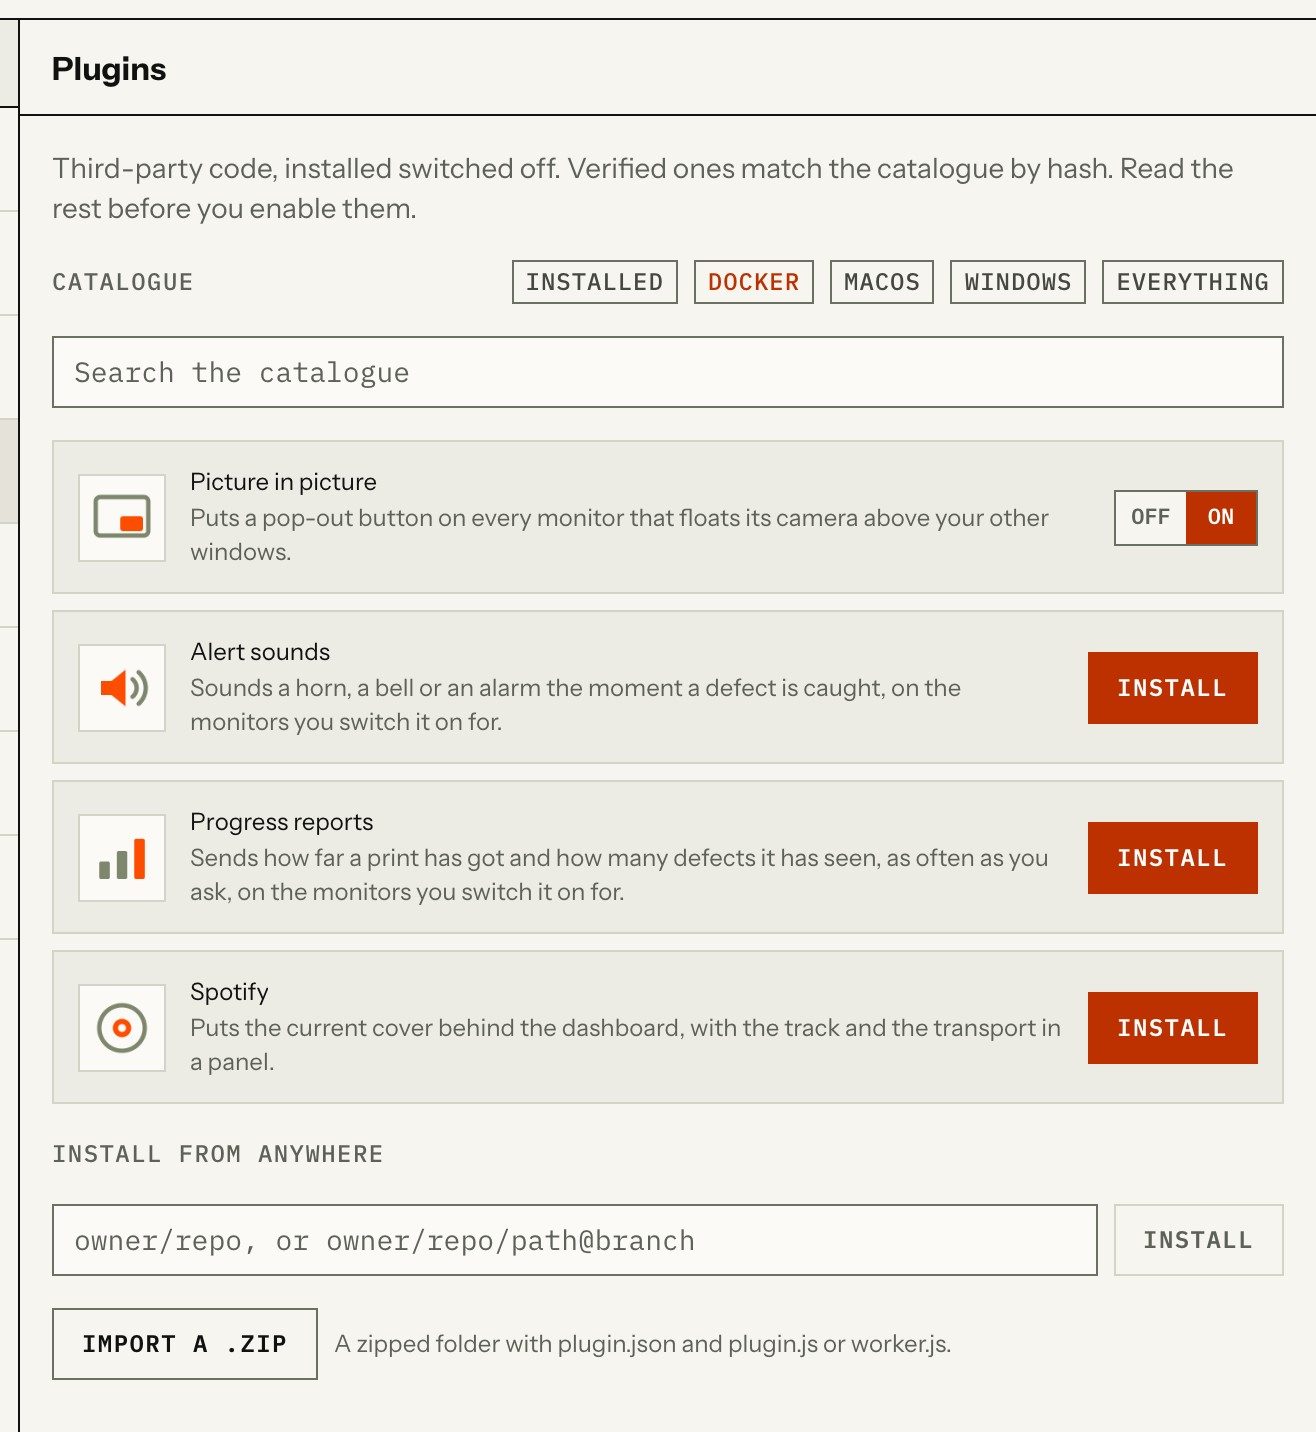 Plugins
Third-party code, installed switched off. Verified ones match the catalogue by hash. Read the
rest before you enable them.
CATALOGUE
INSTALLED
DOCKER
MACOS
WINDOWS
EVERYTHING
Search the catalogue
Picture in picture
Puts a pop-out button on every monitor that floats its camera above your other
windows.
OFF
ON
Alert sounds
Sounds a horn, a bell or an alarm the moment a defect is caught, on the
monitors you switch it on for.
INSTALL
Progress reports
Sends how far a print has got and how many defects it has seen, as often as you
ask, on the monitors you switch it on for.
INSTALL
Spotify
Puts the current cover behind the dashboard, with the track and the transport in
a panel.
INSTALL
INSTALL FROM ANYWHERE
owner/repo, or owner/repo/path@branch
INSTALL
IMPORT A .ZIP
A zipped folder with plugin.json and plugin.js or worker.js.